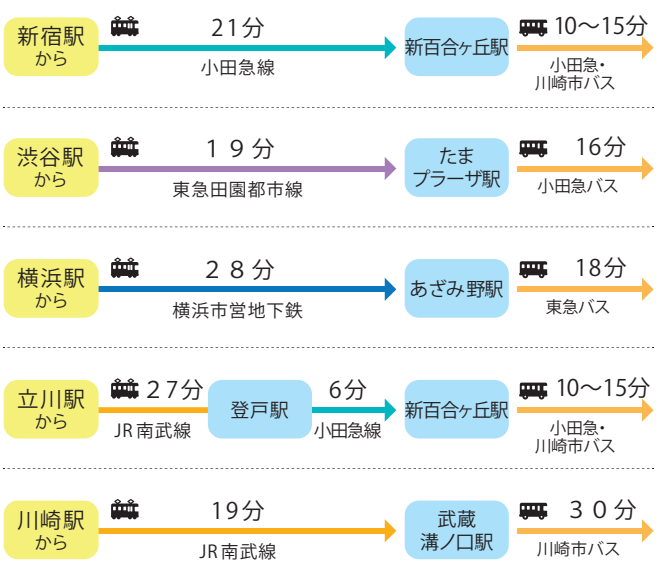 新宿駅
から
21分
小田急線
新百合ヶ丘駅
10〜15分
小田急・
川崎市バス
渋谷駅
から
19分
東急田園都市線
たま
プラーザ駅
16分
小田急バス
横浜駅
から
28分
横浜市営地下鉄
あざみ野駅
18分
東急バス
立川駅
から
27分
JR南武線
登戸駅
6分
小田急線
新百合ヶ丘駅
10〜15分
小田急・
川崎市バス
川崎駅
から
19分
JR南武線
武蔵
溝ノ口駅
30分
川崎市バス